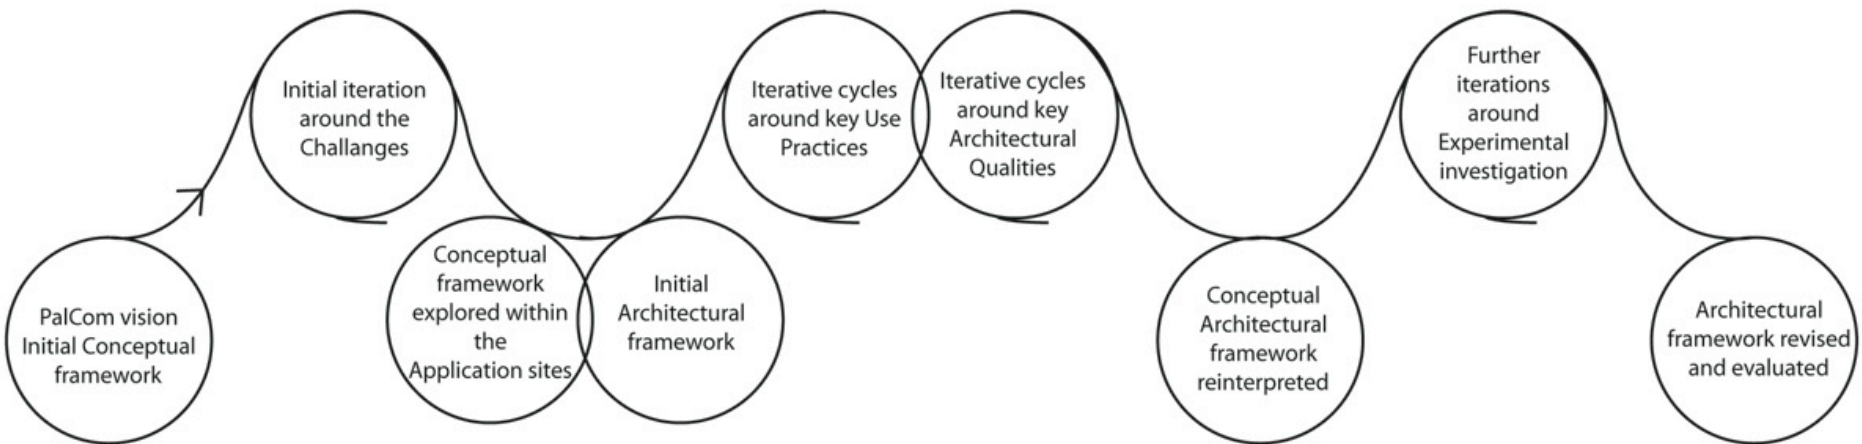 PalCom vision
Initial Conceptual
framework
Initial iteration
around the
Challanges
Conceptual
framework
explored within
the
Application sites
Initial
Architectural
framework
Iterative cycles
around key Use
Practices
Iterative cycles
around key
Architectural
Qualities
Conceptual
Architectural
framework
reinterpreted
Further
iterations
around
Experimental
investigation
Architectural
framework revised
and evaluated